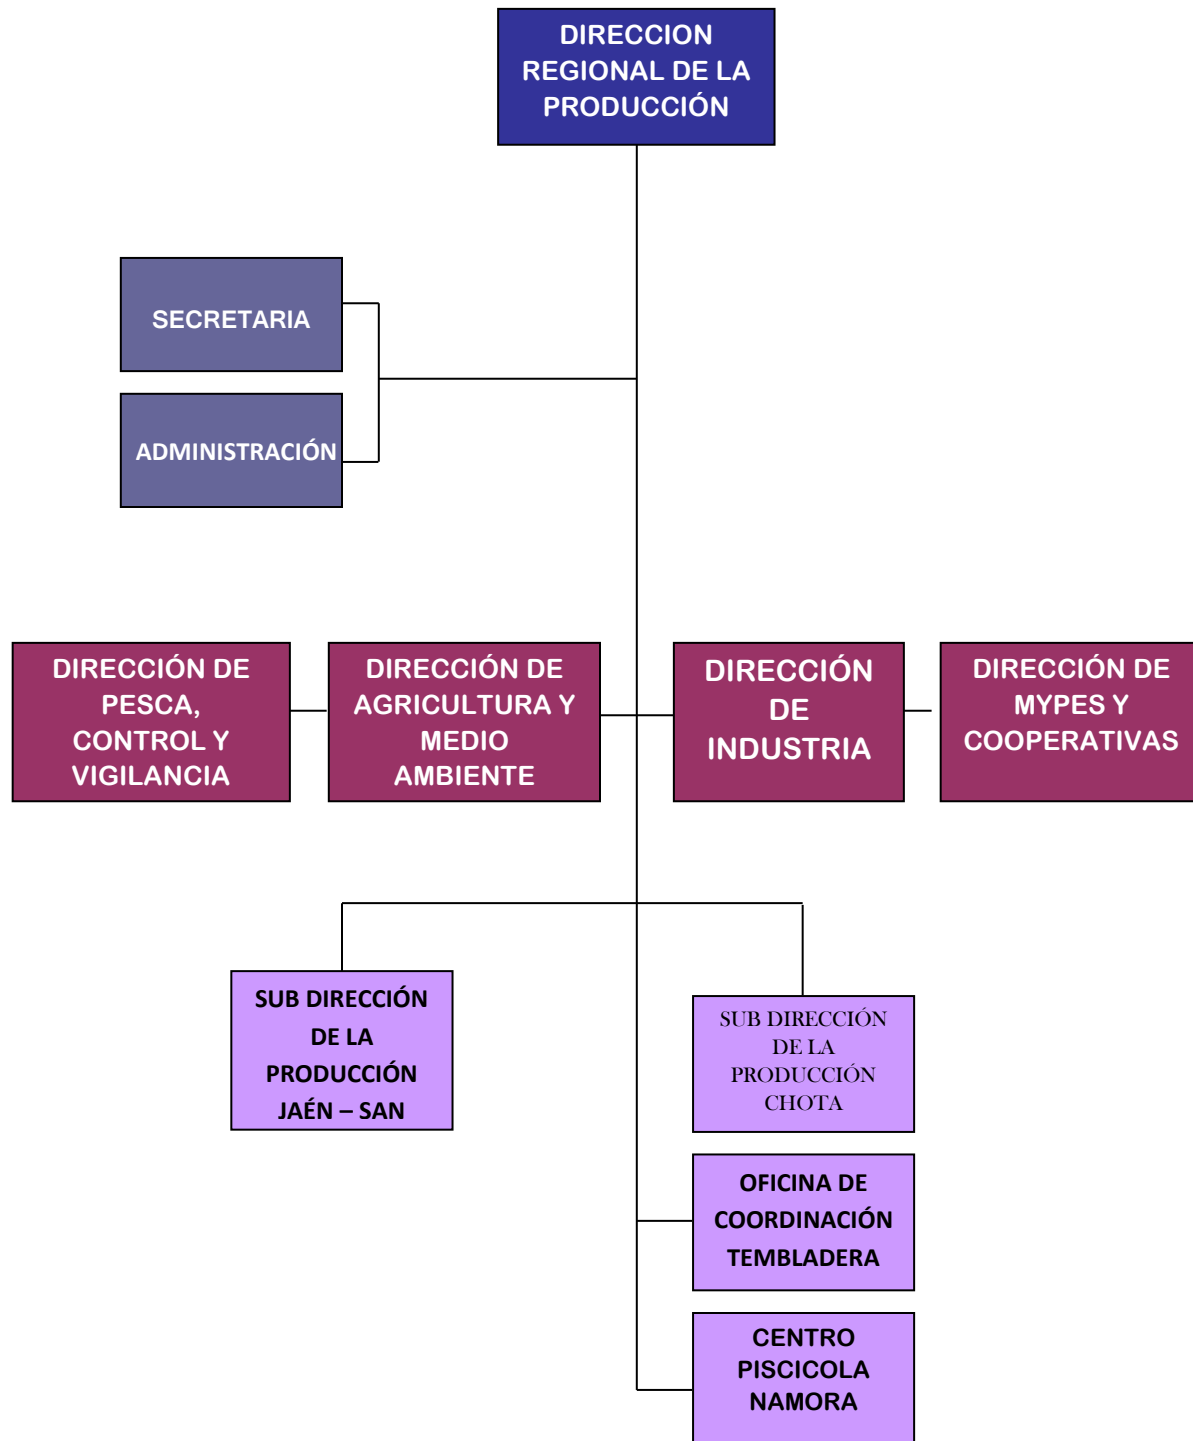 DIRECCION
REGIONAL DE LA
PRODUCCIÓN
SECRETARIA
ADMINISTRACIÓN
DIRECCIÓN DE
PESCA,
CONTROL Y
VIGILANCIA
DIRECCIÓN DE
AGRICULTURA Y
MEDIO
AMBIENTE
DIRECCIÓN
DE
INDUSTRIA
DIRECCIÓN DE
MYPES Y
COOPERATIVAS
SUB DIRECCIÓN
DE LA
PRODUCCIÓN
JAÉN – SAN
SUB DIRECCIÓN
DE LA
PRODUCCIÓN
CHOTA
OFICINA DE
COORDINACIÓN
TEMBLADERA
CENTRO
PISCICOLA
NAMORA